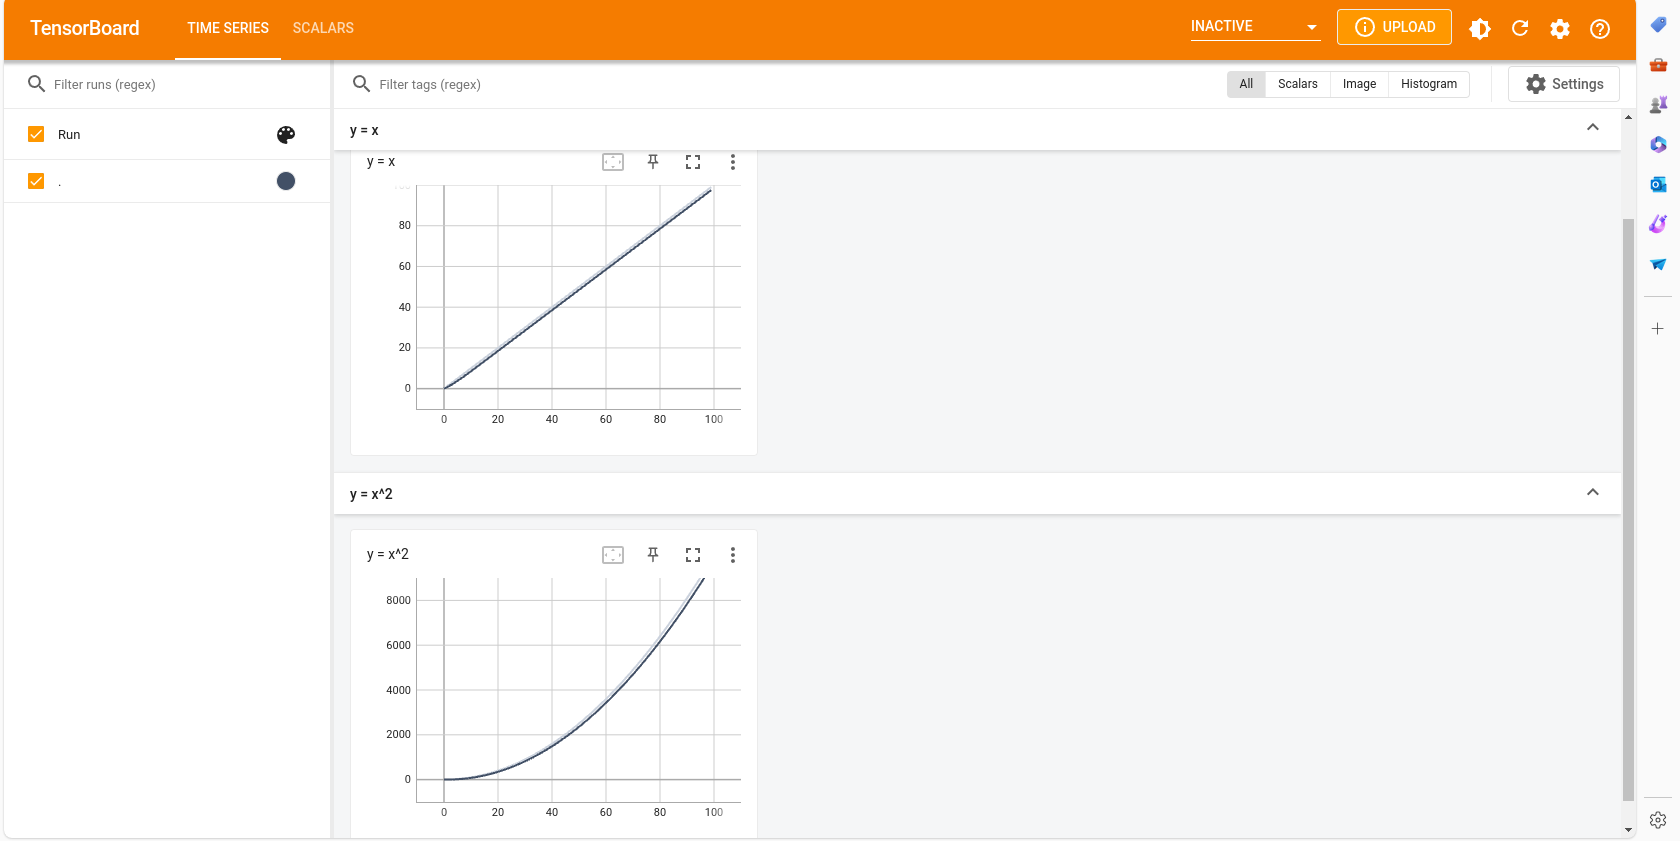 TensorBoard TIME SERIES SCALARS INACTIVE UPLOAD
Filter runs (regex) Filter tags (regex) All Scalars Image Histogram Settings
Run
.
y = x
y = x
100
80
60
40
20
0
0 20 40 60 80 100
y = x^2
y = x^2
8000
6000
4000
2000
0
0 20 40 60 80 100